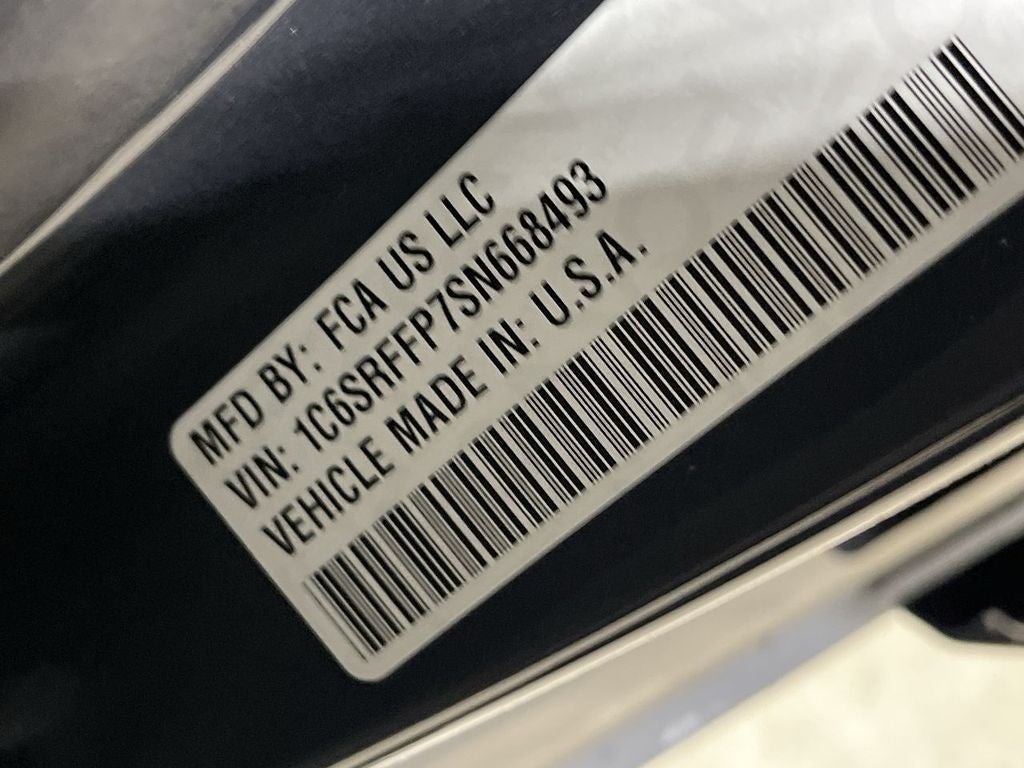 MFD BY: FCA US LLC
VIN: 1C6SRFFP7SN668493
VEHICLE MADE IN: U.S.A.